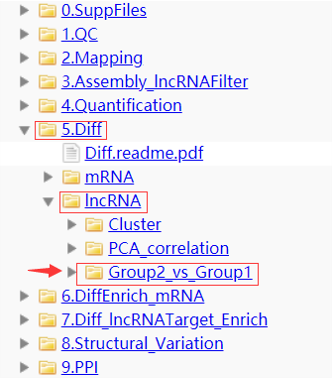 0.SuppFiles
1.QC
2.Mapping
3.Assembly_lncRNAFilter
4.Quantification
5.Diff
Diff.readme.pdf
mRNA
lncRNA
Cluster
PCA_correlation
Group2_vs_Group1
6.DiffEnrich_mRNA
7.Diff_lncRNATarget_Enrich
8.Structural_Variation
9.PPI